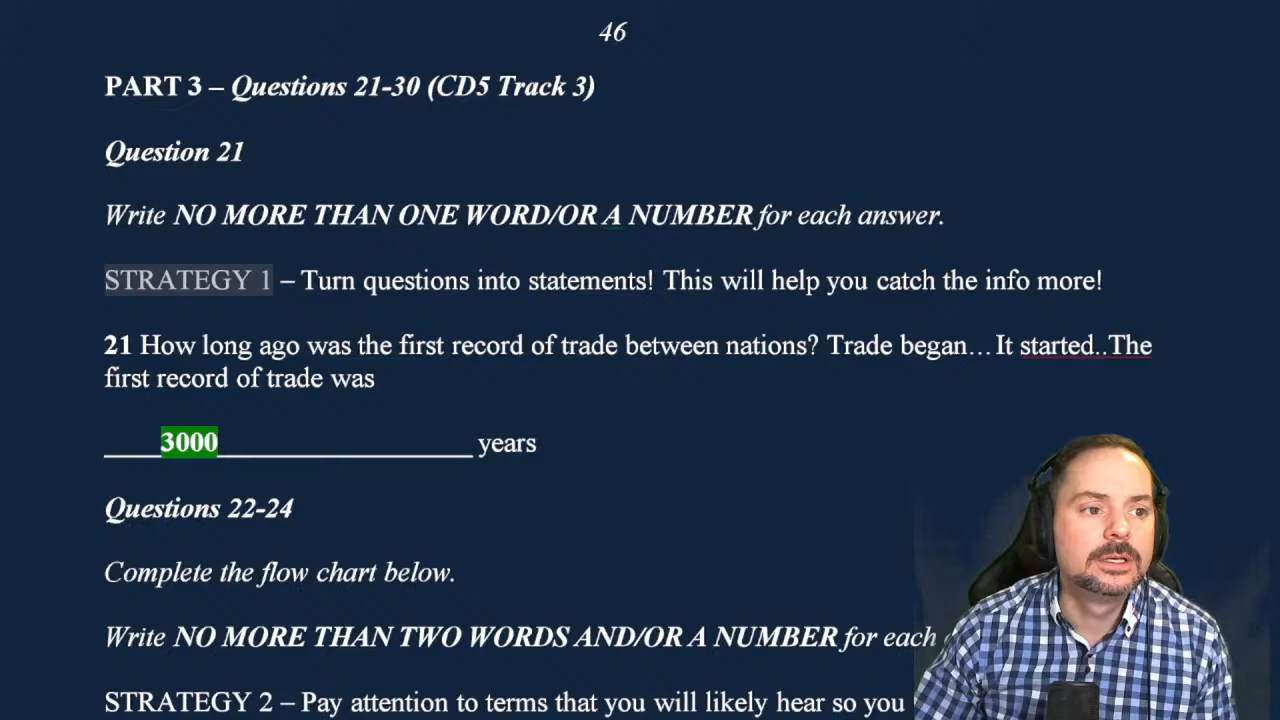 46
PART 3 – Questions 21-30 (CD5 Track 3)
Question 21
Write NO MORE THAN ONE WORD/OR A NUMBER for each answer.
STRATEGY 1 – Turn questions into statements! This will help you catch the info more!
21 How long ago was the first record of trade between nations? Trade began…It started..The
first record of trade was
____3000__________________ years
Questions 22-24
Complete the flow chart below.
Write NO MORE THAN TWO WORDS AND/OR A NUMBER for each
STRATEGY 2 – Pay attention to terms that you will likely hear so you